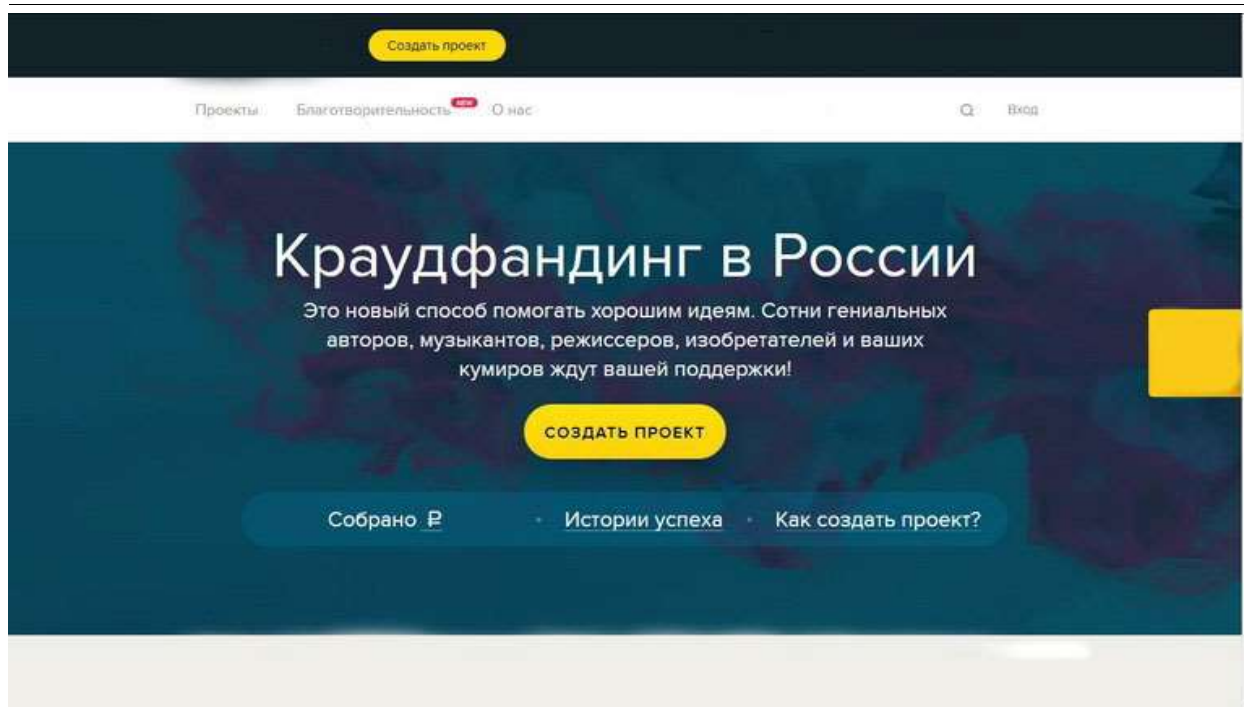 Создать проект
Проекты Благотворительность NEW О нас Вход
Краудфандинг в России
Это новый способ помогать хорошим идеям. Сотни гениальных
авторов, музыкантов, режиссеров, изобретателей и ваших
кумиров ждут вашей поддержки!
СОЗДАТЬ ПРОЕКТ
Собрано ₽ • Истории успеха • Как создать проект?